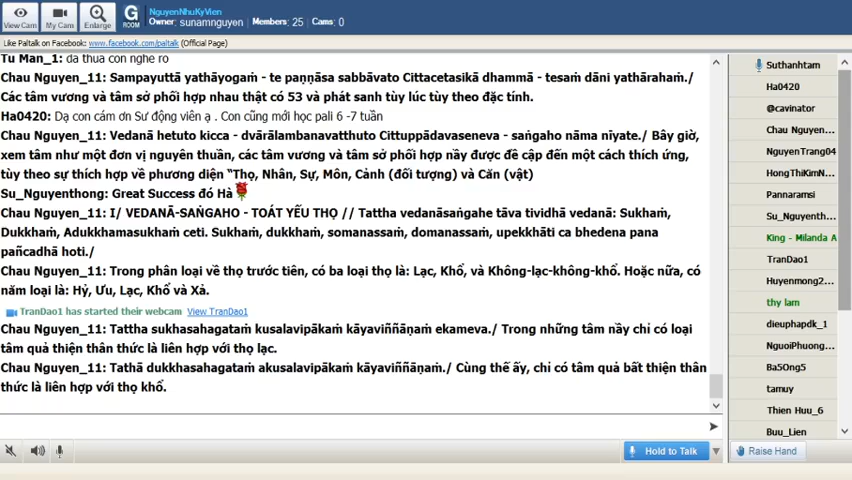 NguyenNhuKyVien
Owner: sunamnguyen Members: 25 Cams: 0
View Cam My Cam Enlarge G ROOM
Like Paltalk on Facebook: www.facebook.com/paltalk (Official Page)
Tu Man_1: da thua con nghe ro
Chau Nguyen_11: Sampayuttā yathāyogaṁ - te paṇṇāsa sabbāvato Cittacetasikā dhammā - tesaṁ dāni yathārahaṁ./
Các tâm vương và tâm sở phối hợp nhau thật có 53 và phát sanh tùy lúc tùy theo đặc tính.
Ha0420: Dạ con cám ơn Sư động viên ạ . Con cũng mới học pali 6 -7 tuần
Chau Nguyen_11: Vedanā hetuto kicca - dvārālambanavatthuto Cittuppādavaseneva - saṅgaho nāma nīyate./ Bây giờ,
xem tâm như một đơn vị nguyên thuần, các tâm vương và tâm sở phối hợp nầy được đề cập đến một cách thích ứng,
tùy theo sự thích hợp về phương diện “Thọ, Nhân, Sự, Môn, Cảnh (đối tượng) và Căn (vật)
Su_Nguyenthong: Great Success đó Hà
Chau Nguyen_11: I/ VEDANĀ-SAṄGAHO - TOÁT YẾU THỌ // Tattha vedanāsaṅgahe tāva tividhā vedanā: Sukhaṁ,
Dukkhaṁ, Adukkhamasukhaṁ ceti. Sukhaṁ, dukkhaṁ, somanassaṁ, domanassaṁ, upekkhāti ca bhedena pana
pañcadhā hoti./
Chau Nguyen_11: Trong phân loại về thọ trước tiên, có ba loại thọ là: Lạc, Khổ, và Không-lạc-không-khổ. Hoặc nữa, có
năm loại là: Hỷ, Ưu, Lạc, Khổ và Xả.
TranDao1 has started their webcam View TranDao1
Chau Nguyen_11: Tattha sukhasahagataṁ kusalavipākaṁ kāyaviññāṇaṁ ekameva./ Trong những tâm nầy chỉ có loại
tâm quả thiện thân thức là liên hợp với thọ lạc.
Chau Nguyen_11: Tathā dukkhasahagataṁ akusalavipākaṁ kāyaviññāṇaṁ./ Cùng thế ấy, chỉ có tâm quả bất thiện thân
thức là liên hợp với thọ khổ.
Hold to Talk
Suthanhtam
Ha0420
@cavinator
Chau Nguyen
NguyenTrang04
HongThiKimN...
Pannaramsi
Su_Nguyenth...
King - Milanda A
TranDao1
Huyenmong2...
thy lam
dieuphapdk_1
NguoiPhuong...
Ba5Ong5
tamuy
Thien Huu_6
Buu_Lien
Raise Hand